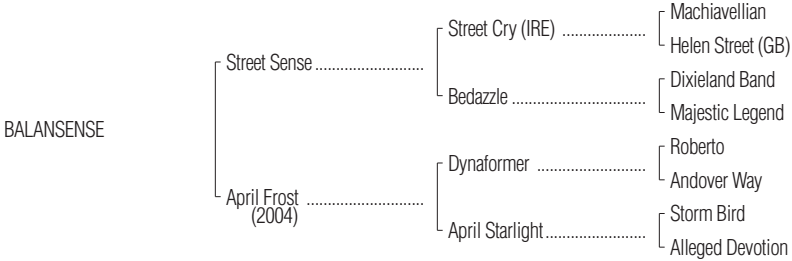 Machiavellian
Street Cry (IRE) .....................
Helen Street (GB)
Street Sense ...........................
Dixieland Band
Bedazzle ..................................
Majestic Legend
BALANSENSE
Roberto
Dynaformer ...........................
Andover Way
April Frost .............................
(2004)
Storm Bird
April Starlight .........................
Alleged Devotion